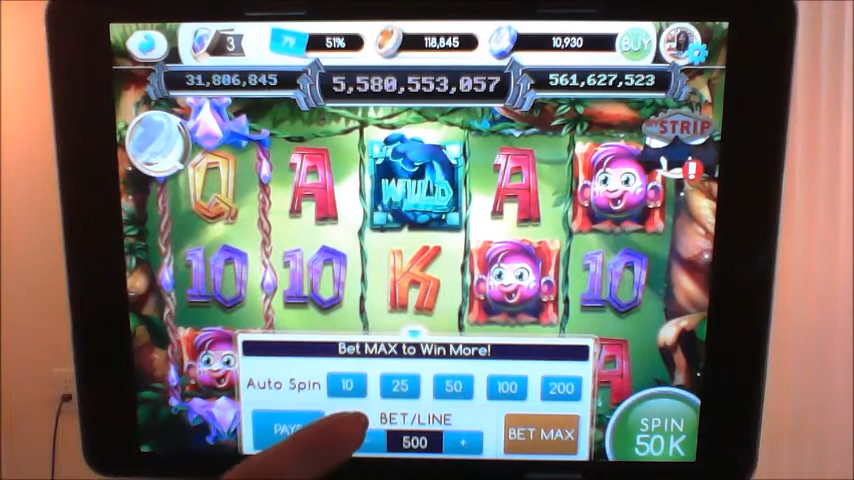 3 79 51% 118,845 10,930 BUY
31,806,845 5,580,553,057 561,627,523
STRIP
Q A WILD A !
10 10 K 10
Bet MAX to Win More!
Auto Spin 10 25 50 100 200 A
PAYS BET/LINE BET MAX SPIN
- 500 + 50K